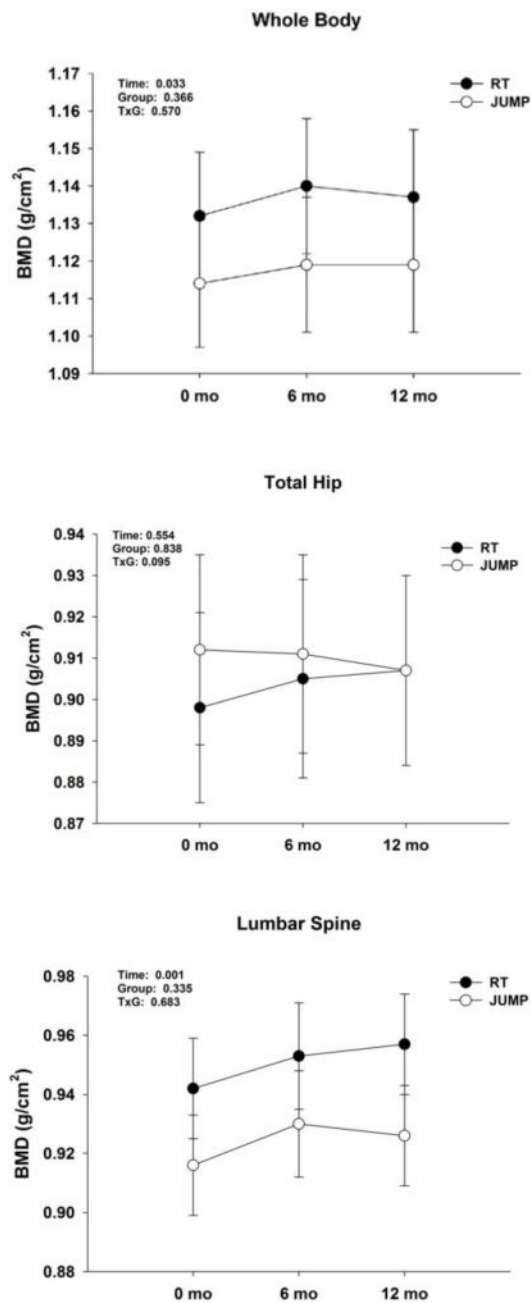 Whole Body
Time: 0.033
Group: 0.366
TxG: 0.570
RT
JUMP
1.17
1.16
1.15
1.14
1.13
1.12
1.11
1.10
1.09
BMD (g/cm²)
0 mo 6 mo 12 mo
Total Hip
Time: 0.554
Group: 0.838
TxG: 0.095
RT
JUMP
0.94
0.93
0.92
0.91
0.90
0.89
0.88
0.87
BMD (g/cm²)
0 mo 6 mo 12 mo
Lumbar Spine
Time: 0.001
Group: 0.335
TxG: 0.683
RT
JUMP
0.98
0.96
0.94
0.92
0.90
0.88
BMD (g/cm²)
0 mo 6 mo 12 mo